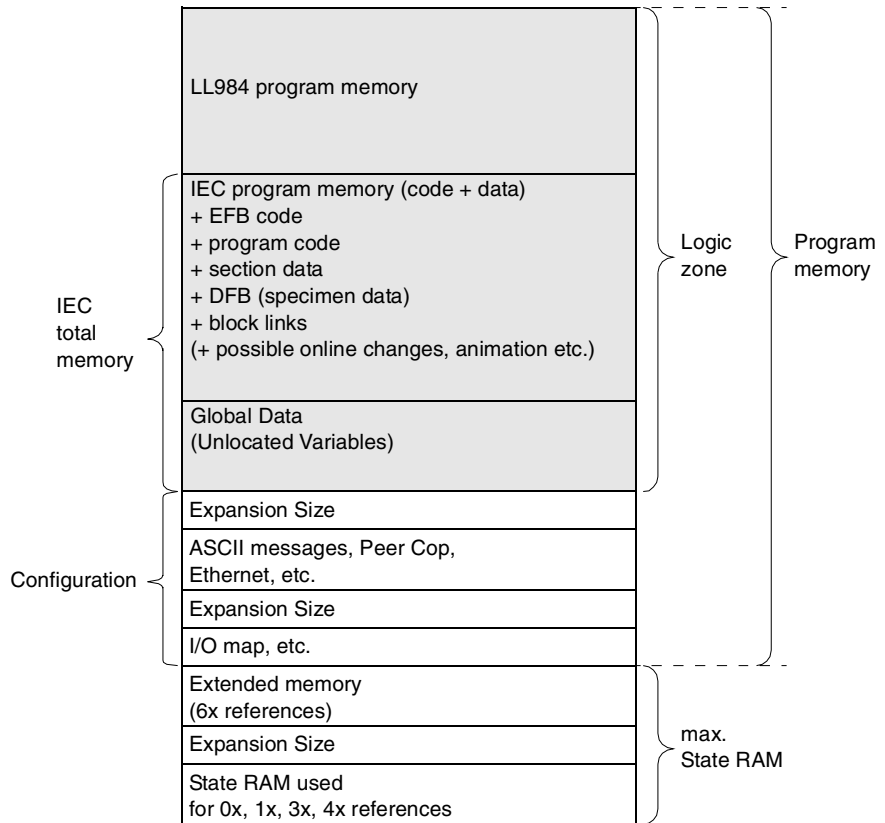 LL984 program memory
IEC program memory (code + data)
+ EFB code
+ program code
+ section data
+ DFB (specimen data)
+ block links
(+ possible online changes, animation etc.)
Global Data
(Unlocated Variables)
Expansion Size
ASCII messages, Peer Cop,
Ethernet, etc.
Expansion Size
I/O map, etc.
Extended memory
(6x references)
Expansion Size
State RAM used
for 0x, 1x, 3x, 4x references
IEC
total
memory
Configuration
Logic
zone
Program
memory
max.
State RAM